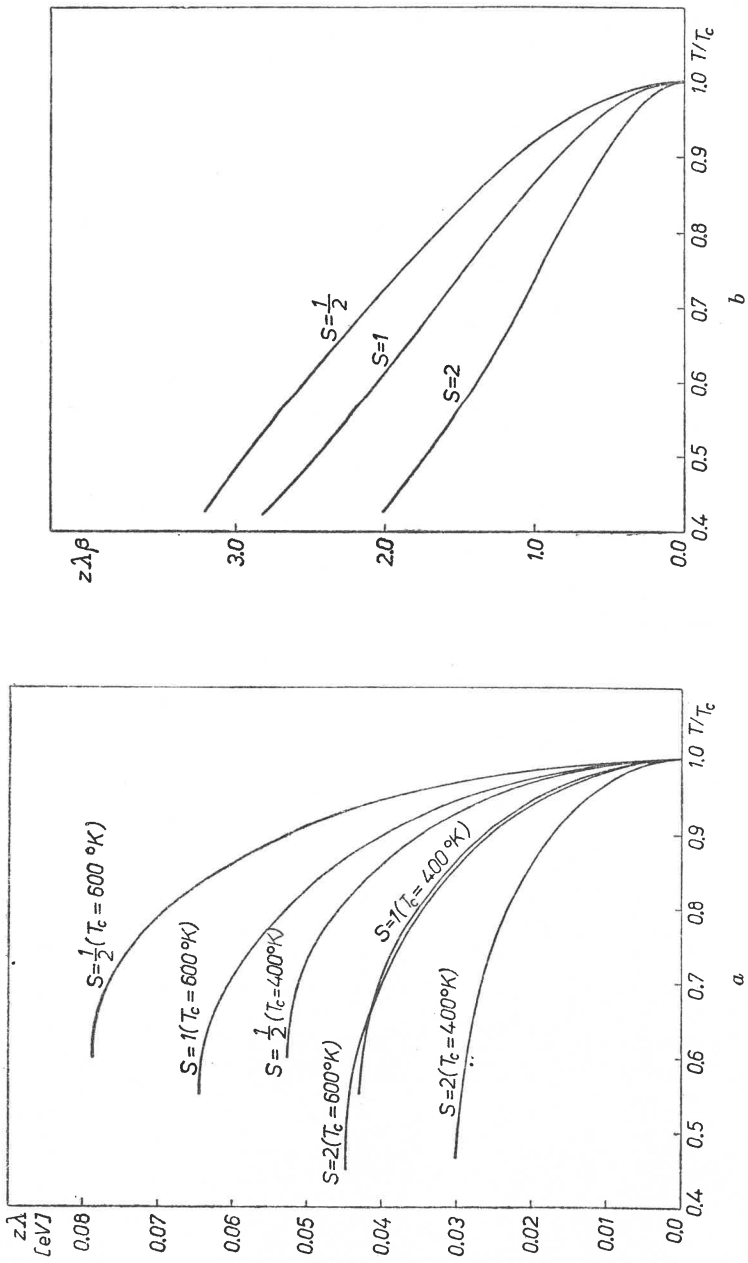 zλ
[eV]
0.08
0.07
0.06
0.05
0.04
0.03
0.02
0.01
0.0
0.4
0.5
0.6
0.7
0.8
0.9
1.0 T/Tc
S=1/2 (Tc=600°K)
S=1(Tc=600°K)
S=1/2 (Tc=400°K)
S=2(Tc=600°K)
S=1(Tc=400°K)
S=2(Tc=400°K)
a
zλβ
3.0
2.0
1.0
0.0
0.4
0.5
0.6
0.7
0.8
0.9
1.0 T/Tc
S=1/2
S=1
S=2
b